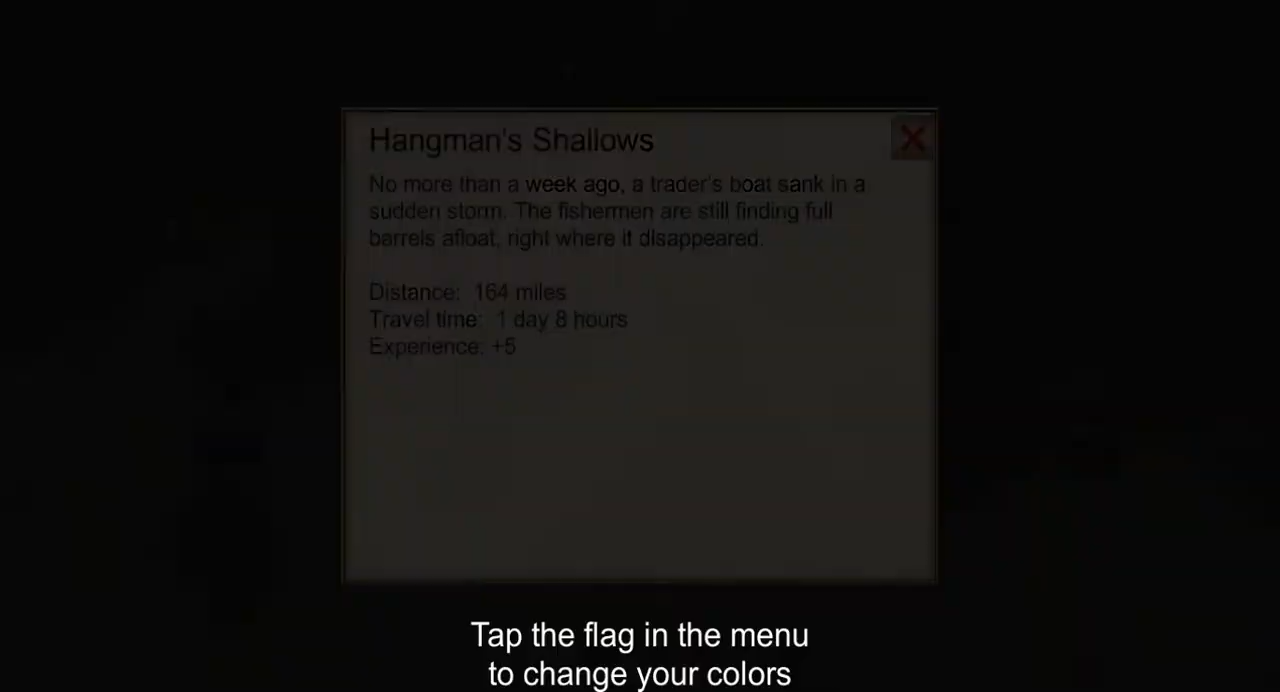 Hangman's Shallows
No more than a week ago, a trader's boat sank in a
sudden storm. The fishermen are still finding full
barrels afloat, right where it disappeared.
Distance: 164 miles
Travel time: 1 day 8 hours
Experience: +5
Tap the flag in the menu
to change your colors